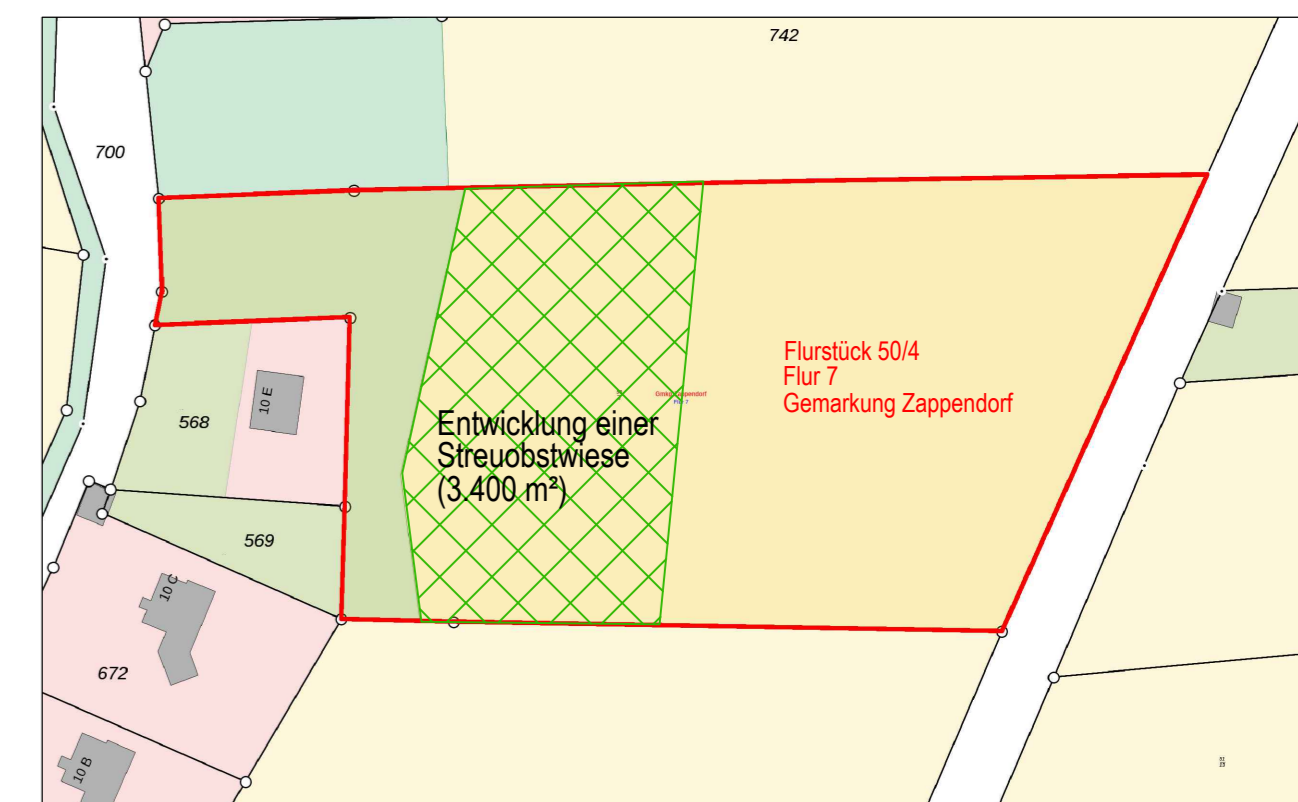 742
700
Flurstück 50/4
Flur 7
Gemarkung Zappendorf
10 E
Entwicklung einer
Streuobstwiese
(3.400 m²)
568
569
10 C
672
10 B